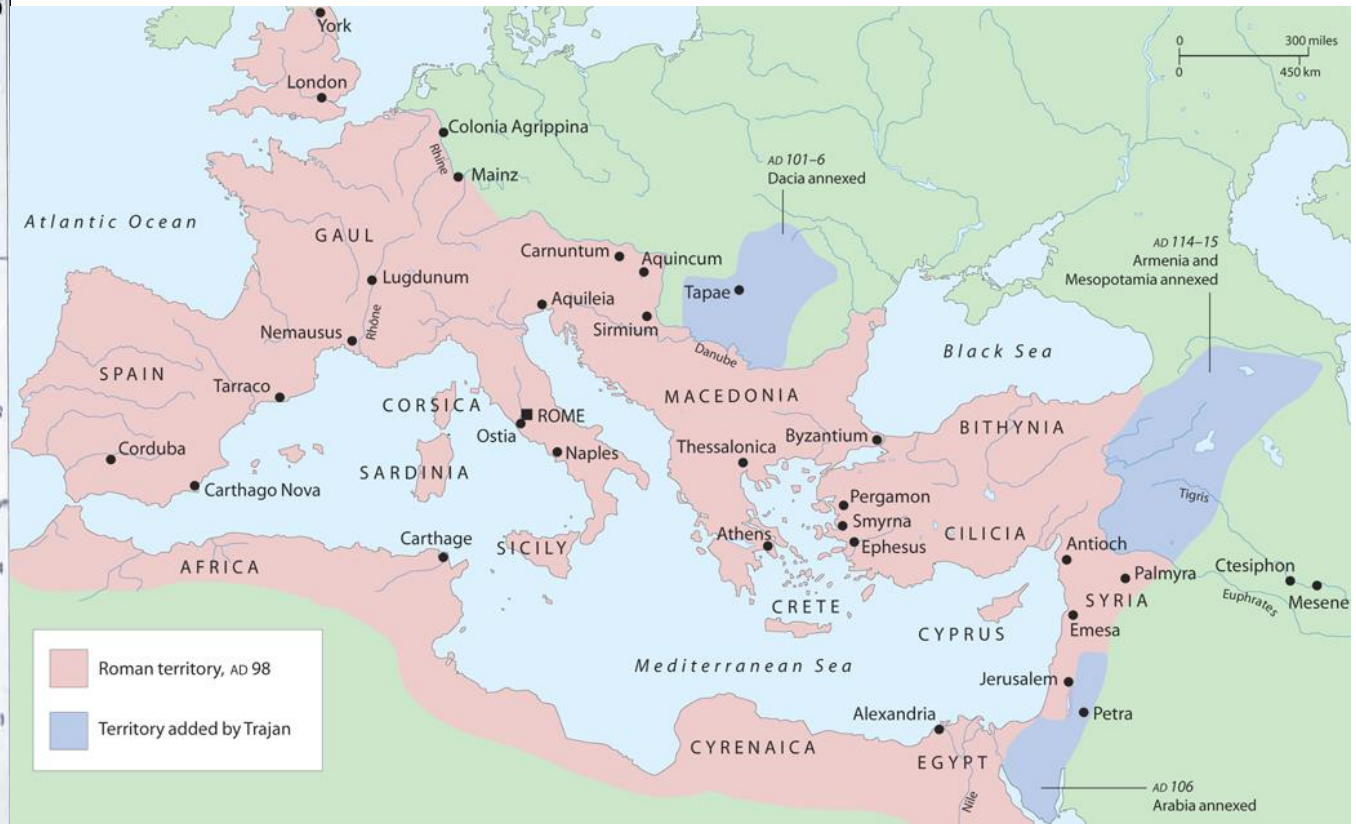 York
London
0 300 miles
0 450 km
Colonia Agrippina
Rhine
Mainz
AD 101–6
Dacia annexed
Atlantic Ocean
GAUL
AD 114–15
Armenia and
Mesopotamia annexed
Carnuntum
Aquincum
Lugdunum
Tapae
Aquileia
Sirmium
Nemausus
Rhône
Danube
Black Sea
SPAIN
Tarraco
CORSICA
ROME
MACEDONIA
Ostia
BITHYNIA
Byzantium
Corduba
Naples
Thessalonica
SARDINIA
Carthago Nova
Tigris
Pergamon
Smyrna
CILICIA
Athens
Ephesus
Carthage
SICILY
Antioch
AFRICA
Palmyra
Ctesiphon
SYRIA
Euphrates
Mesene
CRETE
CYPRUS
Emesa
Mediterranean Sea
Jerusalem
Roman territory, AD 98
Petra
Alexandria
Territory added by Trajan
CYRENAICA
EGYPT
Nile
AD 106
Arabia annexed